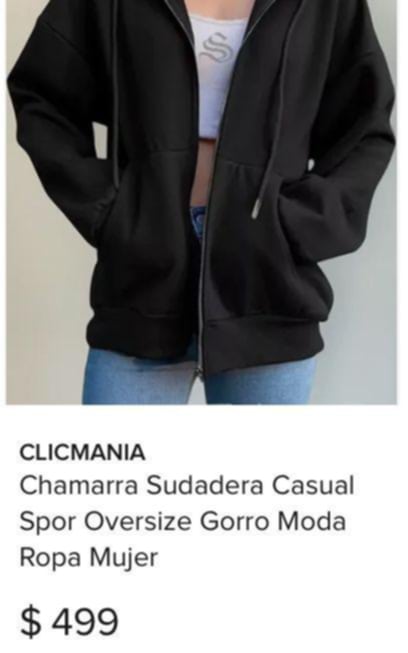 S
CLICMANIA
Chamarra Sudadera Casual
Spor Oversize Gorro Moda
Ropa Mujer
$ 499